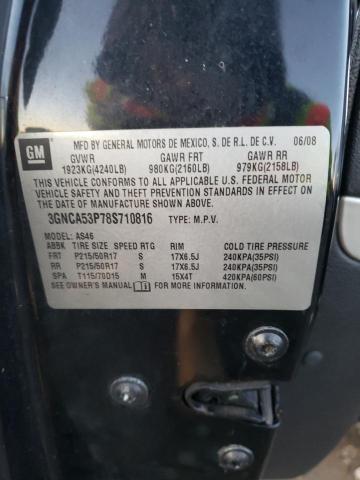 GM
MFD BY GENERAL MOTORS DE MEXICO, S. DE R.L. DE C.V. 06/08
GVWR GAWR FRT GAWR RR
1923KG(4240LB) 980KG(2160LB) 979KG(2158LB)
THIS VEHICLE CONFORMS TO ALL APPLICABLE U.S. FEDERAL MOTOR
VEHICLE SAFETY, BUMPER, AND THEFT PREVENTION STANDARDS IN EFFECT ON
THE DATE OF MANUFACTURE SHOWN ABOVE.
3GNCA53P78S710816 TYPE: M.P.V.
MODEL: AS46
ABBK TIRE SIZE SPEED RTG RIM COLD TIRE PRESSURE
FRT P215/50R17 S 17X6.5J 240KPA(35PSI)
RR P215/50R17 S 17X6.5J 240KPA(35PSI)
SPA T115/70D15 M 15X4T 420KPA(60PSI)
SEE OWNER'S MANUAL FOR MORE INFORMATION.